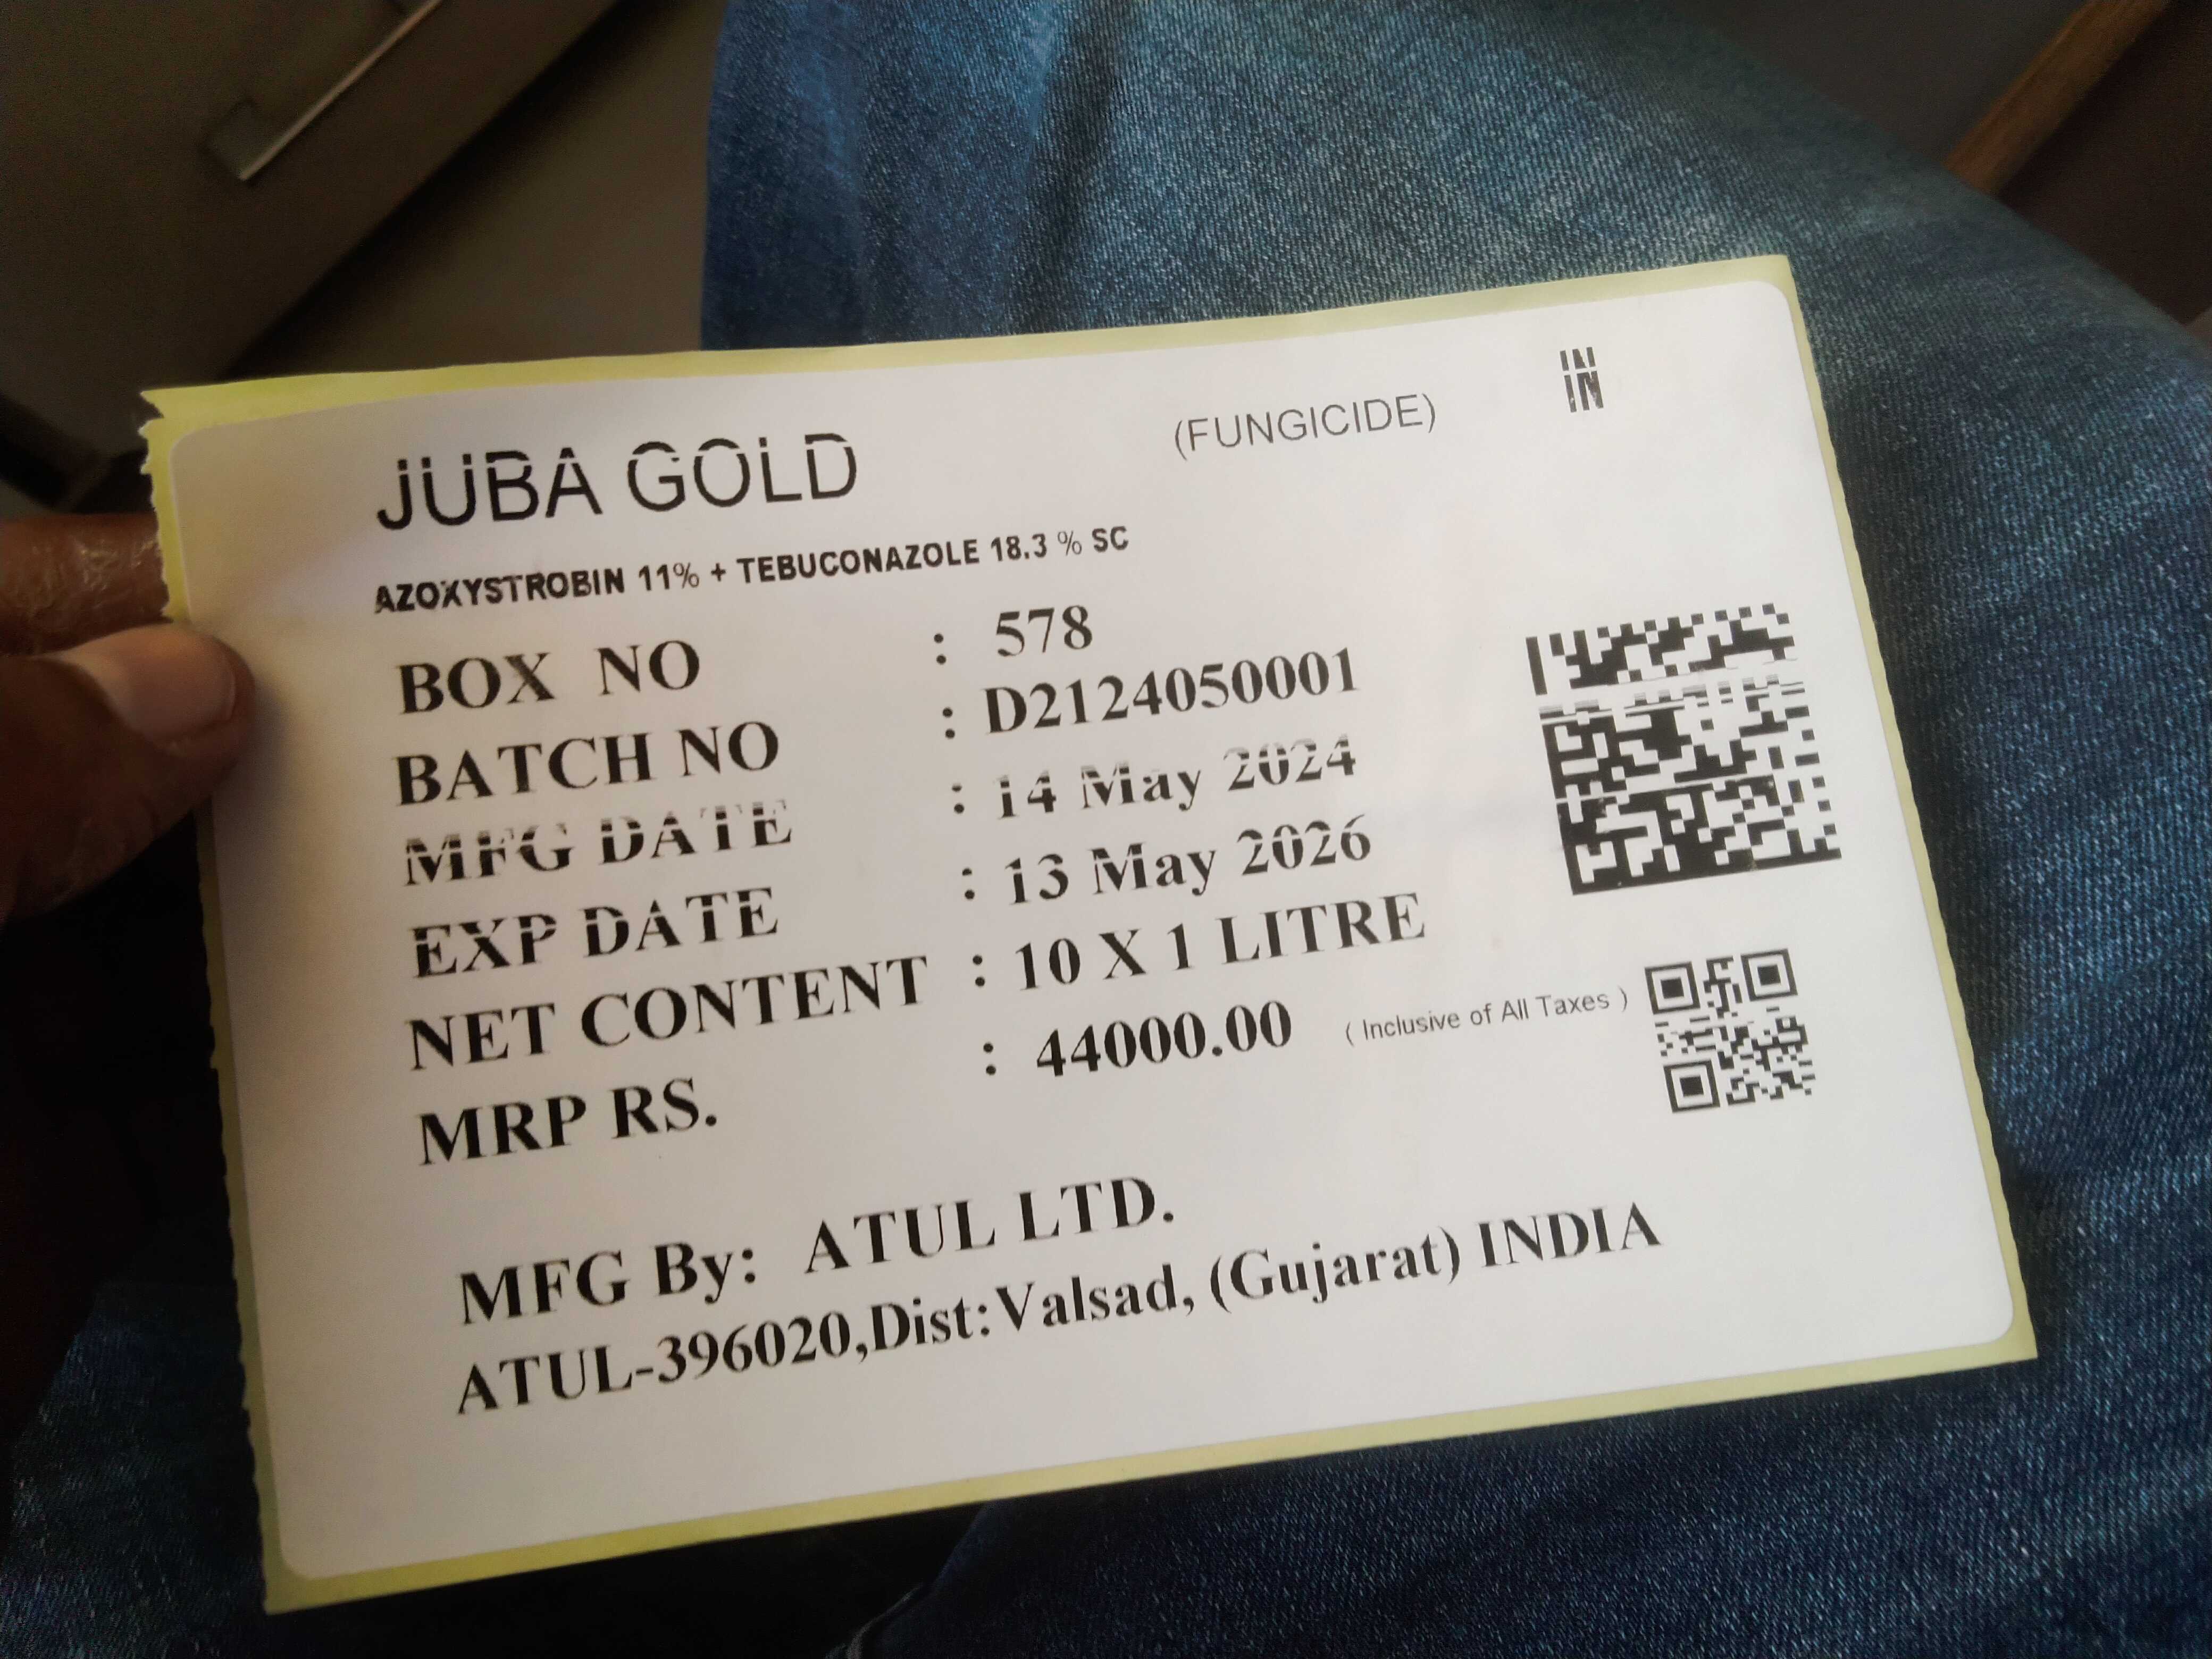 JUBA GOLD (FUNGICIDE) IN
IN
AZOXYSTROBIN 11% + TEBUCONAZOLE 18.3 % SC
BOX NO : 578
BATCH NO : D2124050001
MFG DATE : 14 May 2024
EXP DATE : 13 May 2026
NET CONTENT : 10 X 1 LITRE
MRP RS. : 44000.00 ( Inclusive of All Taxes )
MFG By: ATUL LTD.
ATUL-396020,Dist:Valsad, (Gujarat) INDIA